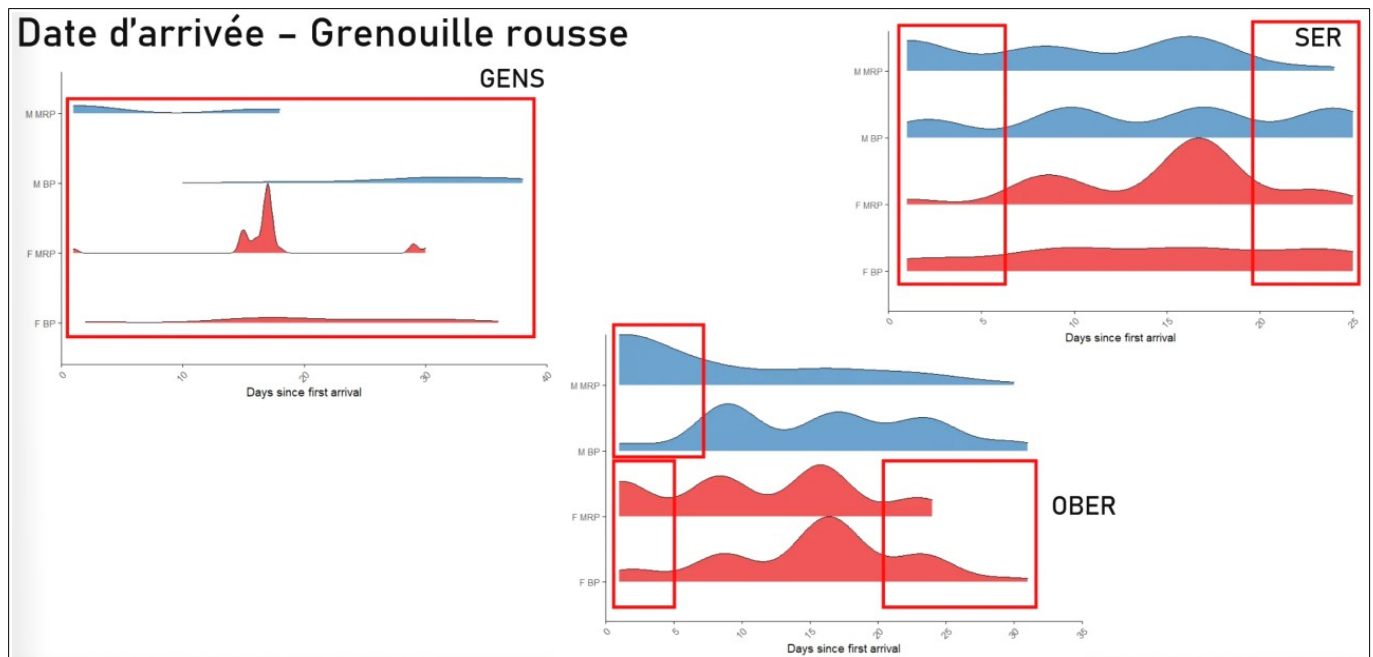 Date d'arrivée – Grenouille rousse
GENS
M MRP
M BP
F MRP
F BP
0
10
20
30
40
Days since first arrival
SER
M MRP
M BP
F MRP
F BP
0
5
10
15
20
25
Days since first arrival
OBER
M MRP
M BP
F MRP
F BP
0
5
10
15
20
25
30
35
Days since first arrival